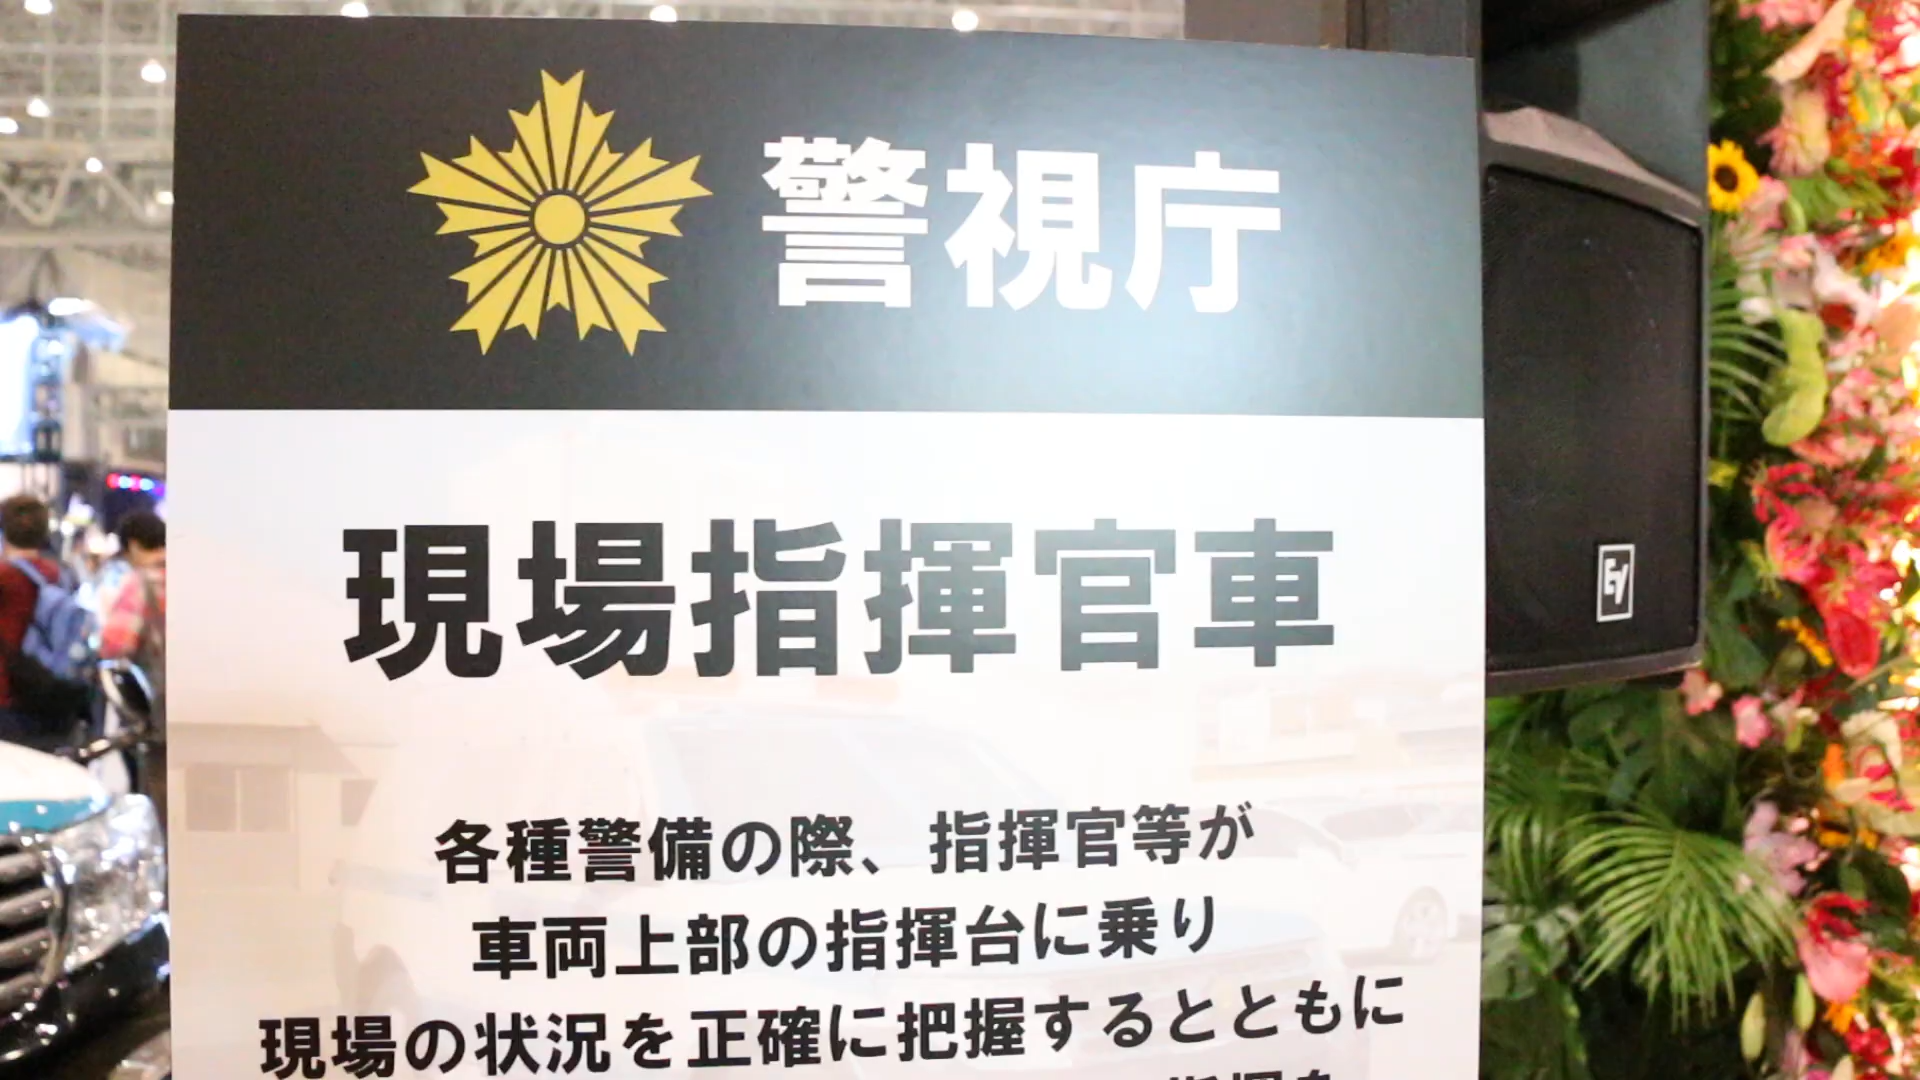 警視庁
現場指揮官車
各種警備の際、指揮官等が
車両上部の指揮台に乗り
現場の状況を正確に把握するとともに
EV